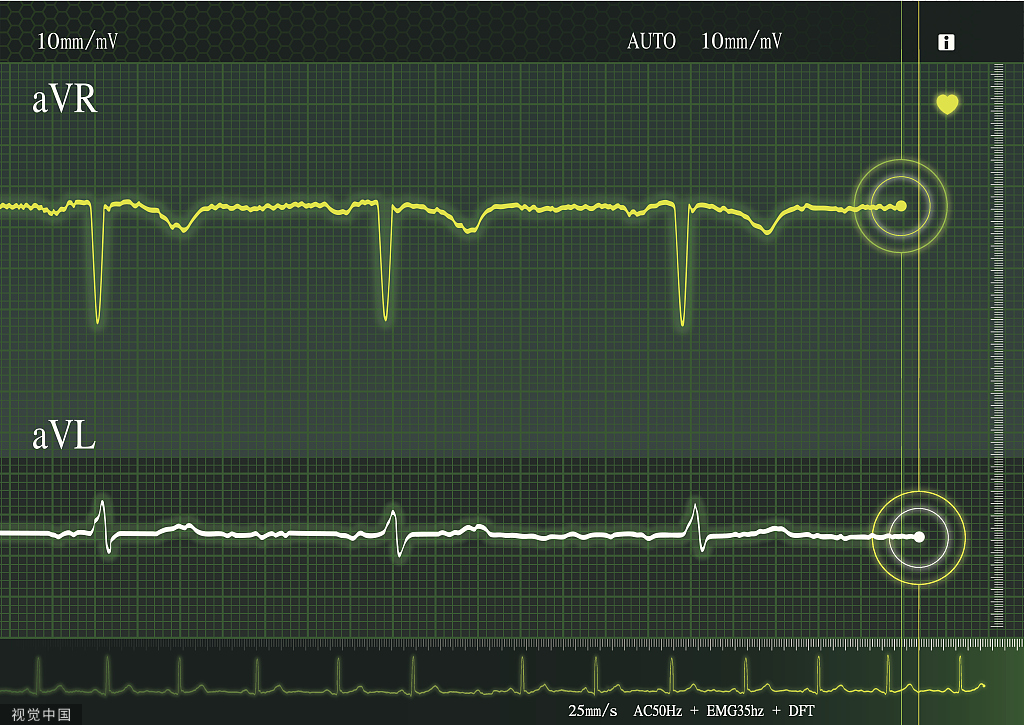 10mm/mV
AUTO 10mm/mV
aVR
aVL
25mm/s AC50Hz + EMG35hz + DFT
视觉中国